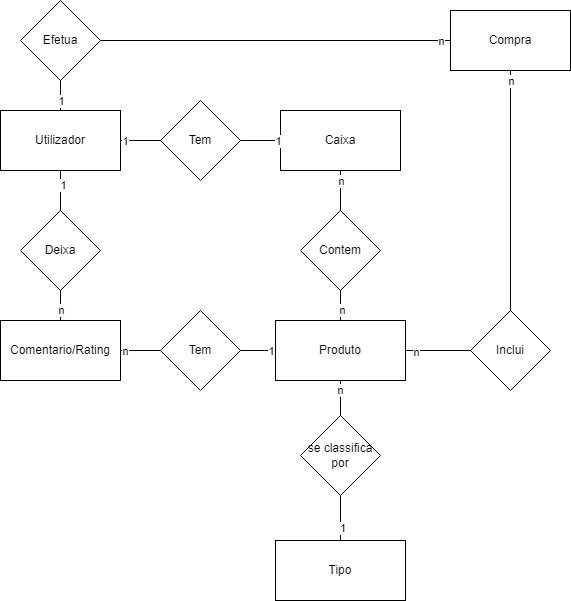 Efetua
n
Compra
n
1
Utilizador
1
Tem
1
Caixa
1
n
Deixa
Contem
n
n
Comentario/Rating
n
Tem
1
Produto
n
Inclui
n
se classifica
por
1
Tipo